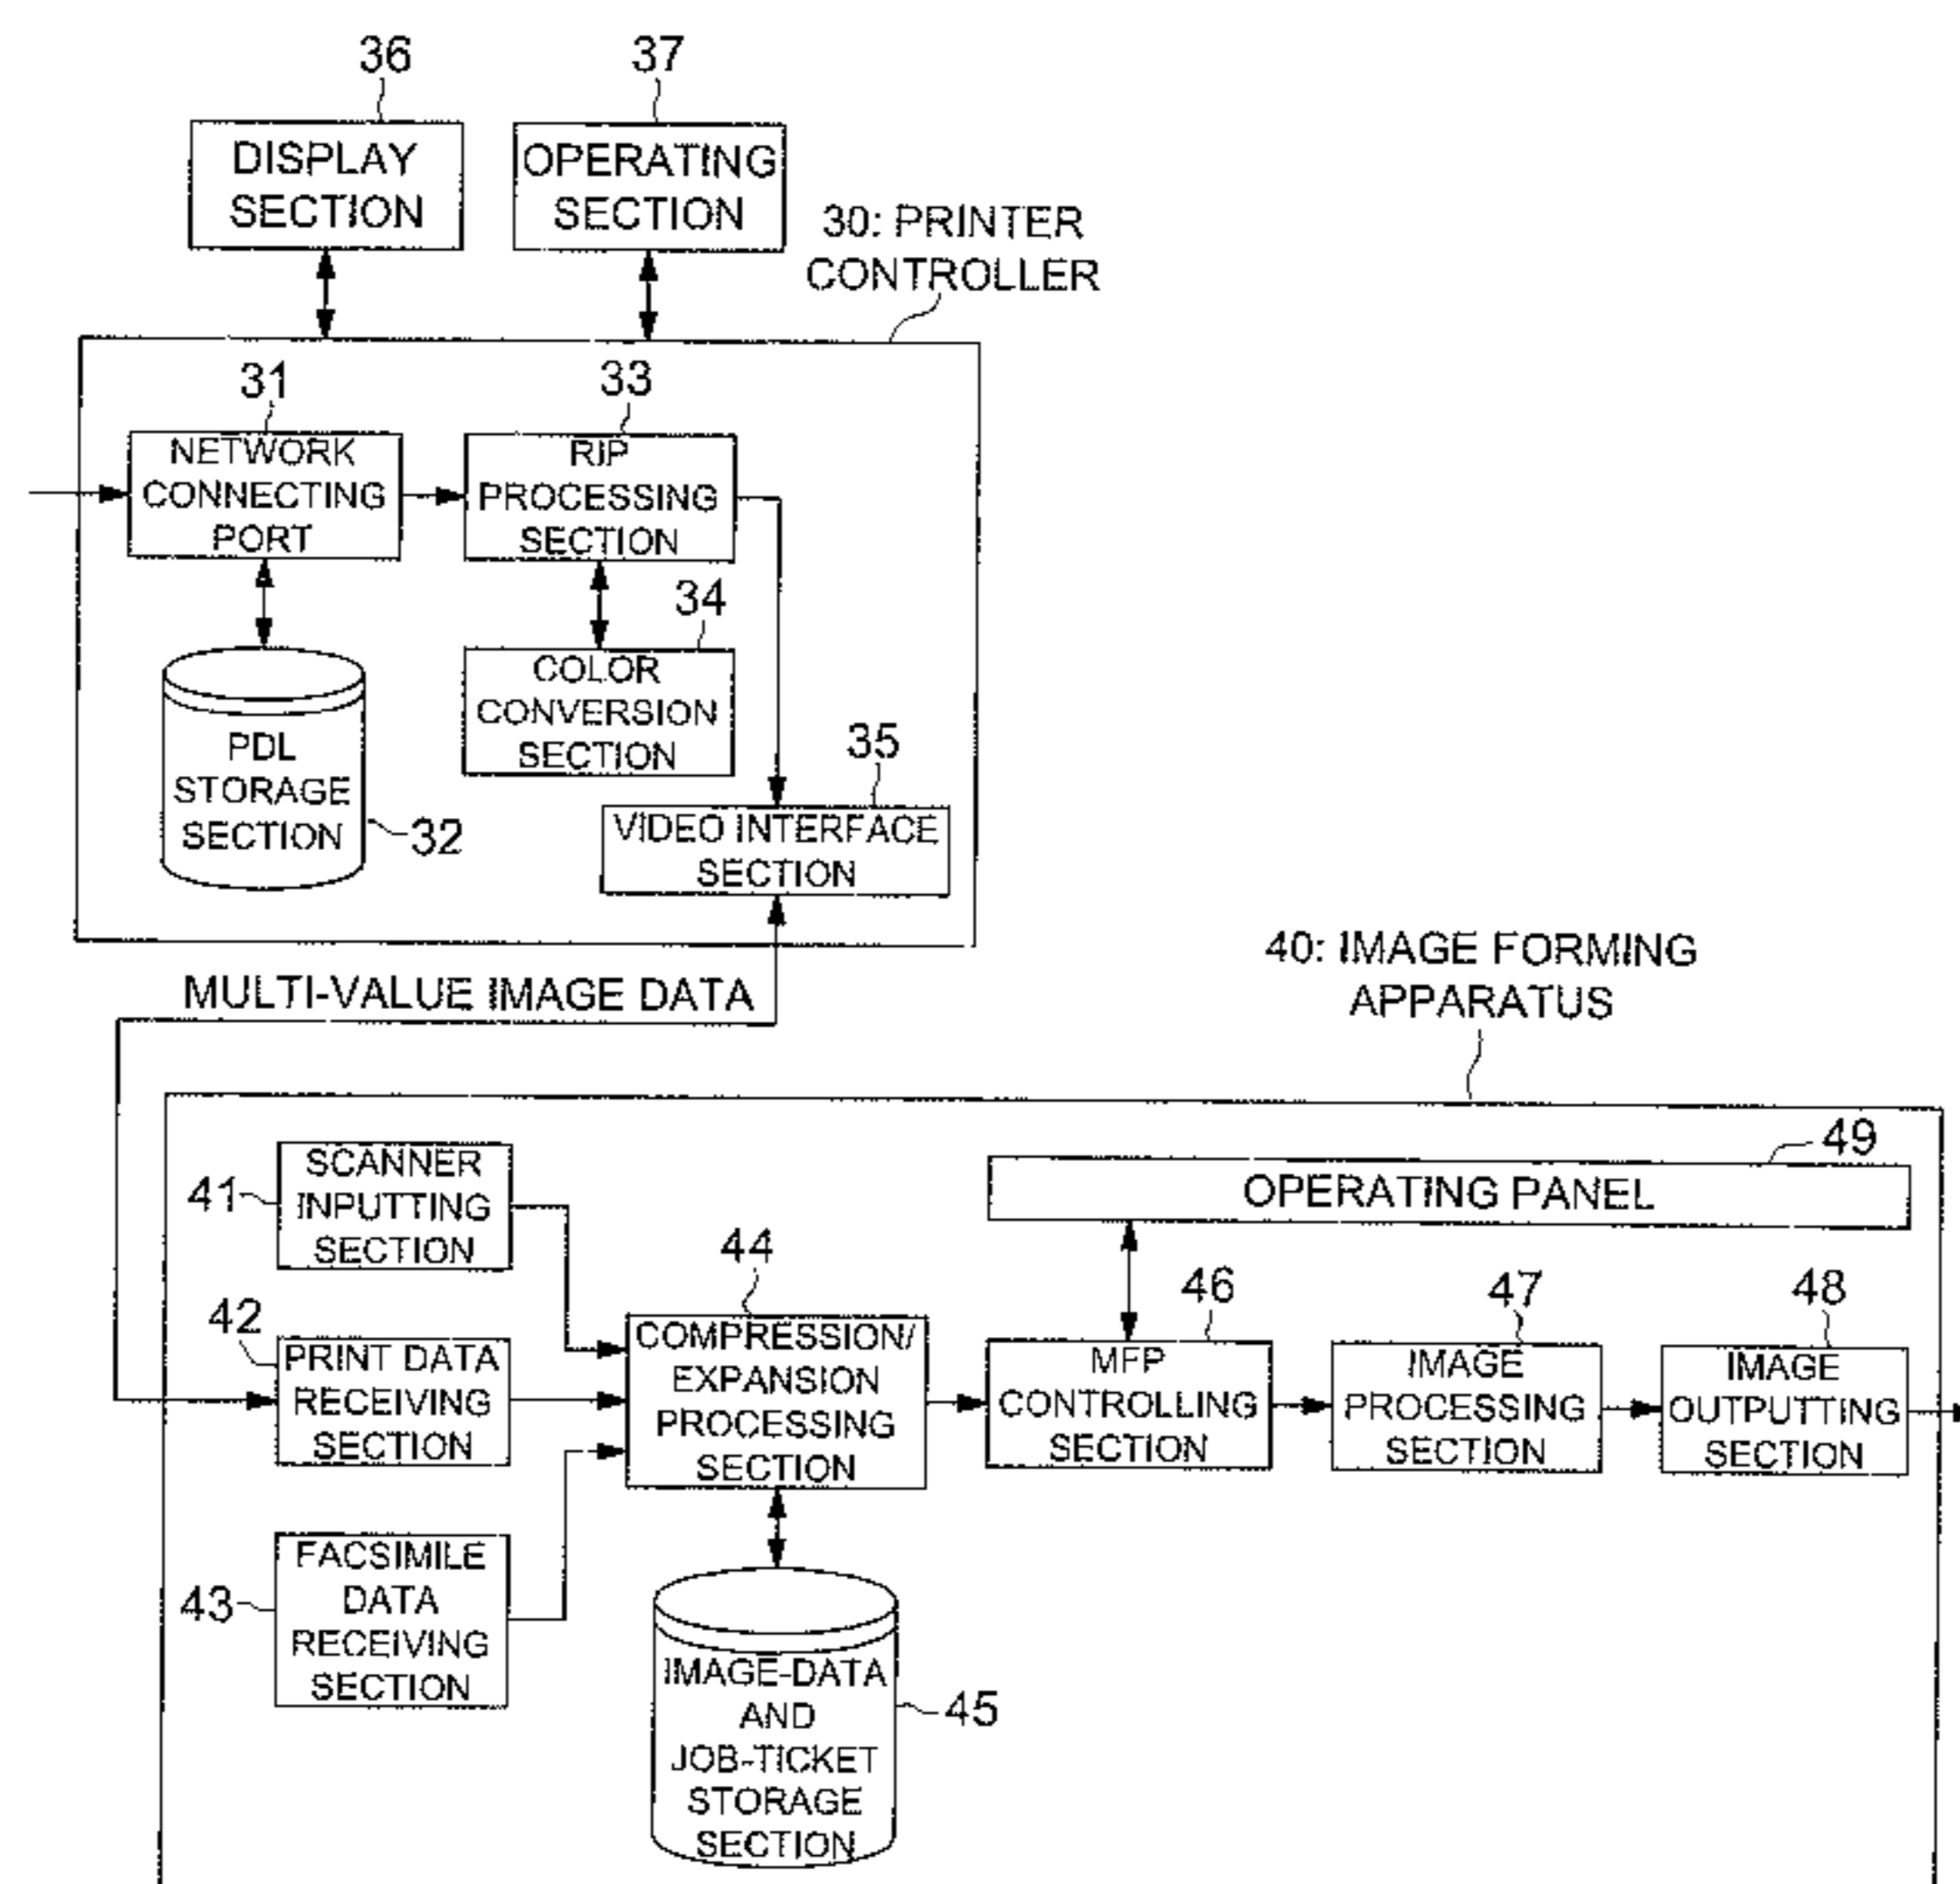 36
37
DISPLAY
SECTION
OPERATING
SECTION
30: PRINTER
CONTROLLER
31
33
NETWORK
CONNECTING
PORT
RIP
PROCESSING
SECTION
34
COLOR
CONVERSION
SECTION
PDL
STORAGE
SECTION
32
35
VIDEO INTERFACE
SECTION
MULTI-VALUE IMAGE DATA
40: IMAGE FORMING
APPARATUS
49
OPERATING PANEL
41
SCANNER
INPUTTING
SECTION
42
PRINT DATA
RECEIVING
SECTION
43
FACSIMILE
DATA
RECEIVING
SECTION
44
COMPRESSION/
EXPANSION
PROCESSING
SECTION
46
MFP
CONTROLLING
SECTION
47
IMAGE
PROCESSING
SECTION
48
IMAGE
OUTPUTTING
SECTION
IMAGE-DATA
AND
JOB-TICKET
STORAGE
SECTION
45